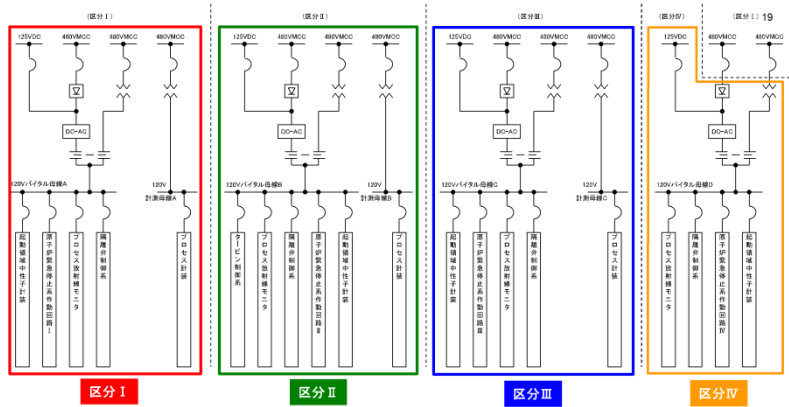 (区分Ⅰ)
(区分Ⅱ)
(区分Ⅲ)
(区分Ⅳ)
(区分Ⅰ)
19
125VDC
480VMCC
480VMCC
480VMCC
125VDC
480VMCC
480VMCC
480VMCC
125VDC
480VMCC
480VMCC
480VMCC
125VDC
480VMCC
480VMCC
DC-AC
DC-AC
DC-AC
DC-AC
120Vバイタル母線A
120V
計測母線A
120Vバイタル母線B
120V
計測母線B
120Vバイタル母線C
120V
計測母線C
120Vバイタル母線D
起動領域中性子計装
原子炉緊急停止系作動回路Ⅰ
プロセス放射線モニタ
隔離弁制御系
プロセス計装
タービン制御系
プロセス放射線モニタ
隔離弁制御系
原子炉緊急停止系作動回路Ⅱ
起動領域中性子計装
プロセス計装
起動領域中性子計装
原子炉緊急停止系作動回路Ⅲ
プロセス放射線モニタ
隔離弁制御系
プロセス計装
プロセス放射線モニタ
隔離弁制御系
原子炉緊急停止系作動回路Ⅳ
起動領域中性子計装
区分Ⅰ
区分Ⅱ
区分Ⅲ
区分Ⅳ